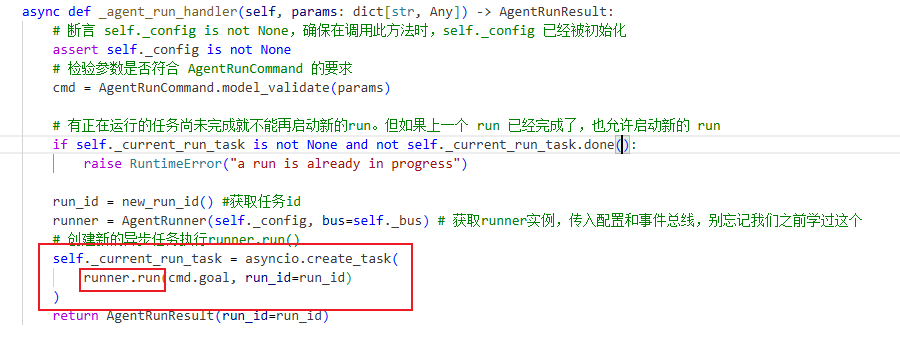 async def _agent_run_handler(self, params: dict[str, Any]) -> AgentRunResult:
# 断言 self._config is not None，确保在调用此方法时，self._config 已经被初始化
assert self._config is not None
# 检验参数是否符合 AgentRunCommand 的要求
cmd = AgentRunCommand.model_validate(params)
# 有正在运行的任务尚未完成就不能再启动新的run。但如果上一个 run 已经完成了，也允许启动新的 run
if self._current_run_task is not None and not self._current_run_task.done():
raise RuntimeError("a run is already in progress")
run_id = new_run_id() #获取任务id
runner = AgentRunner(self._config, bus=self._bus) # 获取runner实例，传入配置和事件总线，别忘记我们之前学过这个
# 创建新的异步任务执行runner.run()
self._current_run_task = asyncio.create_task(
runner.run(cmd.goal, run_id=run_id)
)
return AgentRunResult(run_id=run_id)